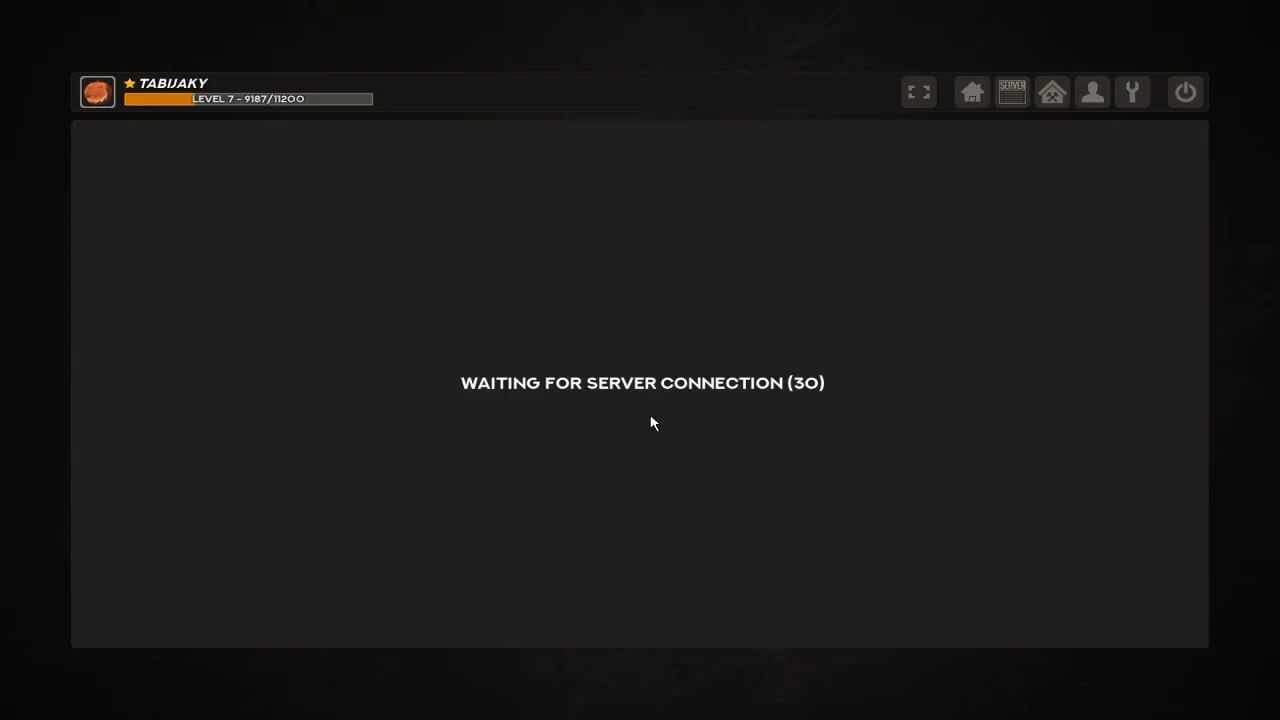 TABIJAKY
LEVEL 7 - 9187/11200
SERVER
WAITING FOR SERVER CONNECTION (30)